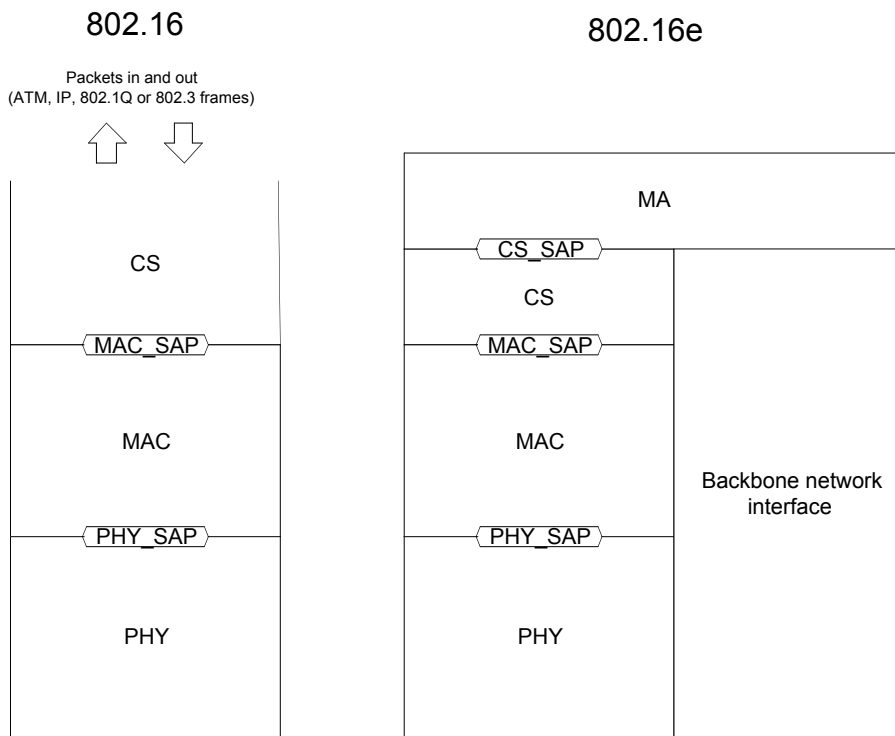 802.16
Packets in and out
(ATM, IP, 802.1Q or 802.3 frames)
CS
MAC_SAP
MAC
PHY_SAP
PHY
802.16e
MA
CS_SAP
CS
MAC_SAP
MAC
PHY_SAP
PHY
Backbone network
interface